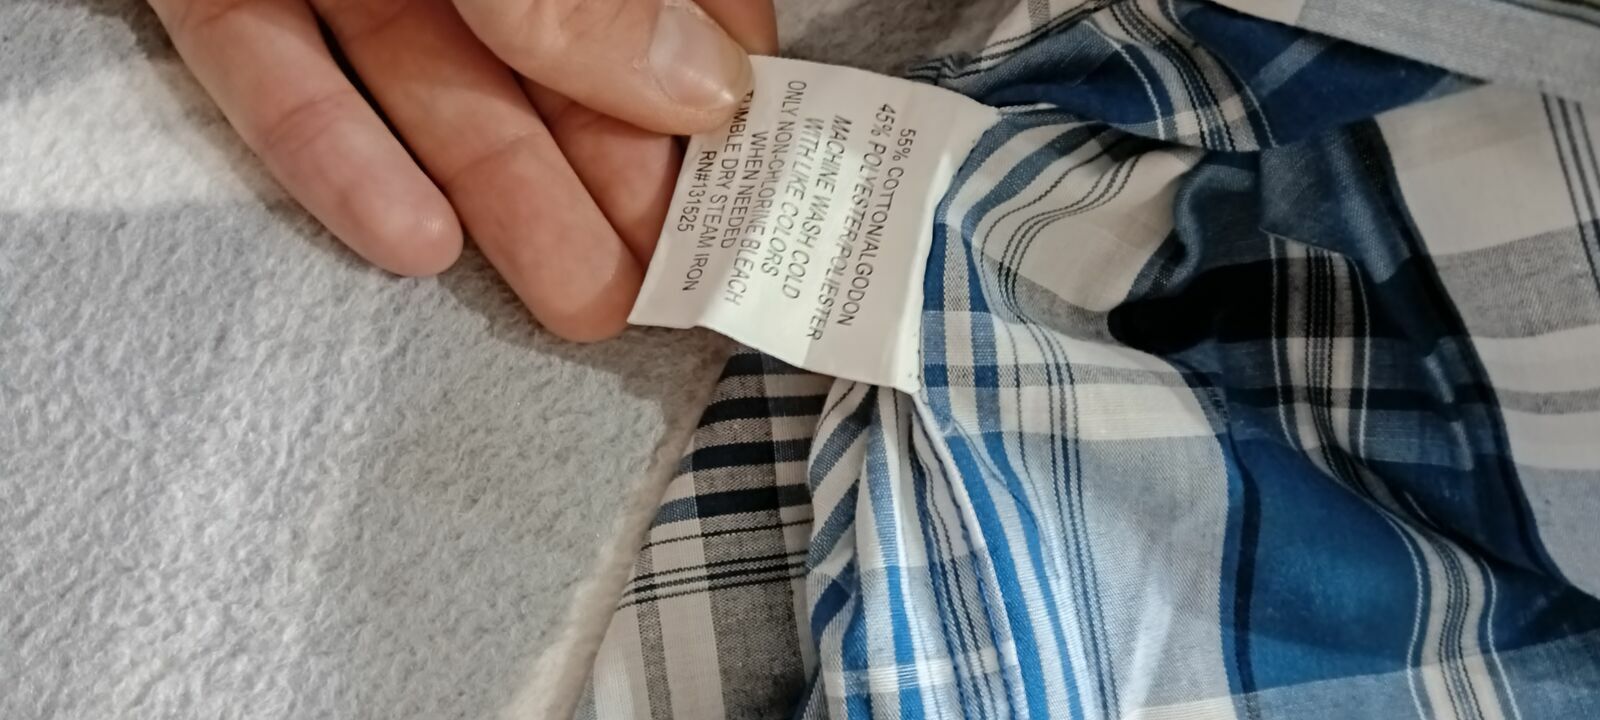 55% COTTON/ALGODON
45% POLYESTER/POLIESTER
MACHINE WASH COLD
WITH LIKE COLORS
ONLY NON-CHLORINE BLEACH
WHEN NEEDED
TUMBLE DRY STEAM IRON
RN#131525